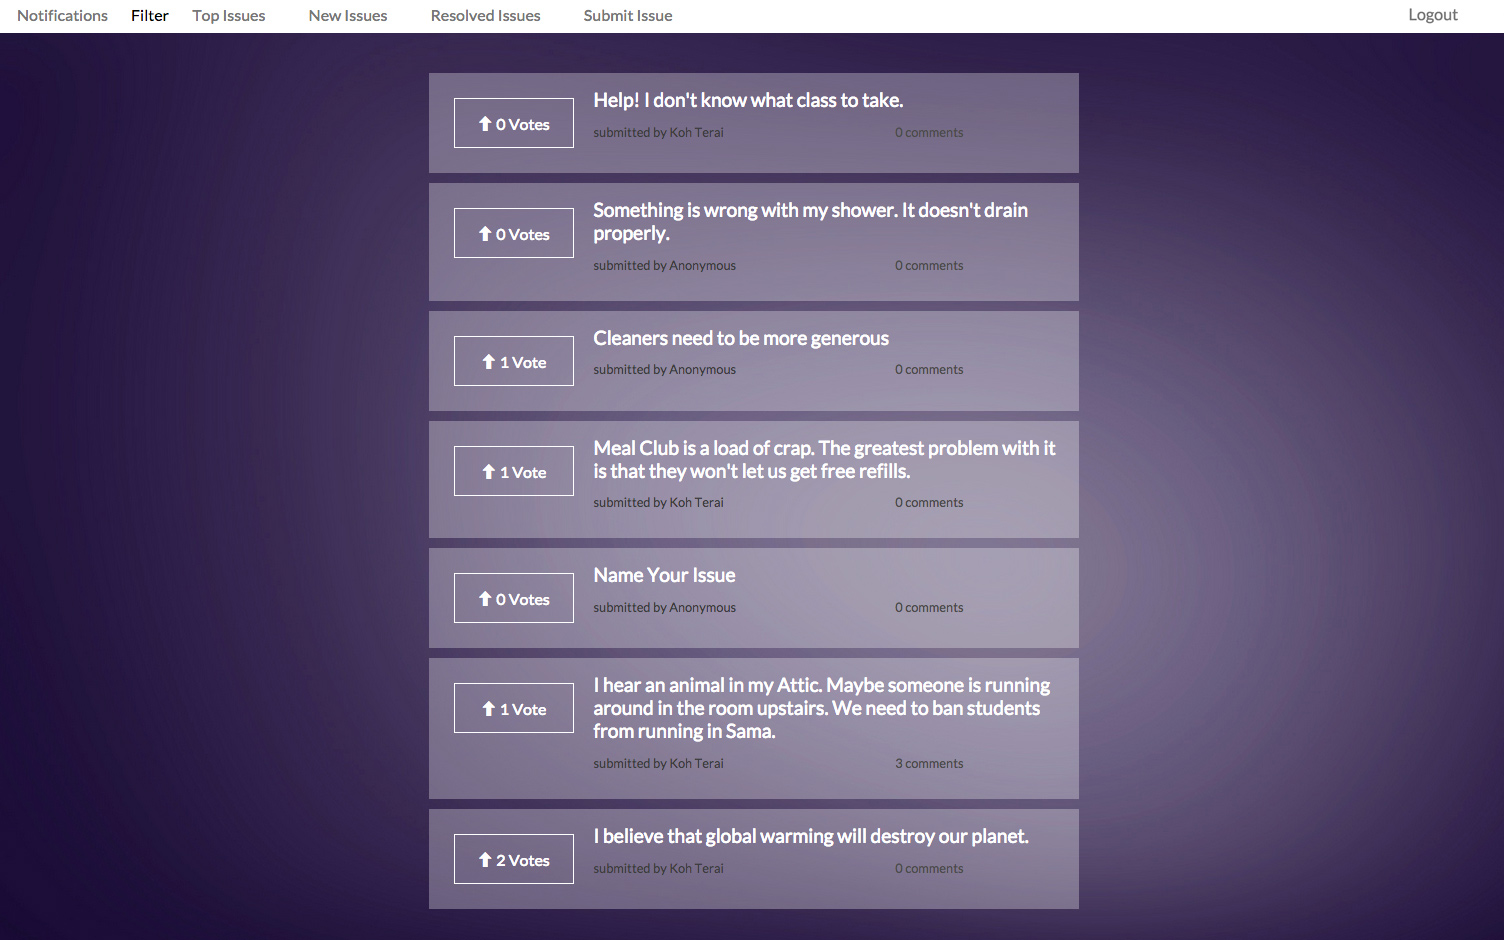 Notifications Filter Top Issues New Issues Resolved Issues Submit Issue Logout
Help! I don't know what class to take.
0 Votes
submitted by Koh Terai 0 comments
Something is wrong with my shower. It doesn't drain
properly.
0 Votes
submitted by Anonymous 0 comments
Cleaners need to be more generous
1 Vote
submitted by Anonymous 0 comments
Meal Club is a load of crap. The greatest problem with it
is that they won't let us get free refills.
1 Vote
submitted by Koh Terai 0 comments
Name Your Issue
0 Votes
submitted by Anonymous 0 comments
I hear an animal in my Attic. Maybe someone is running
around in the room upstairs. We need to ban students
from running in Sama.
1 Vote
submitted by Koh Terai 3 comments
I believe that global warming will destroy our planet.
2 Votes
submitted by Koh Terai 0 comments